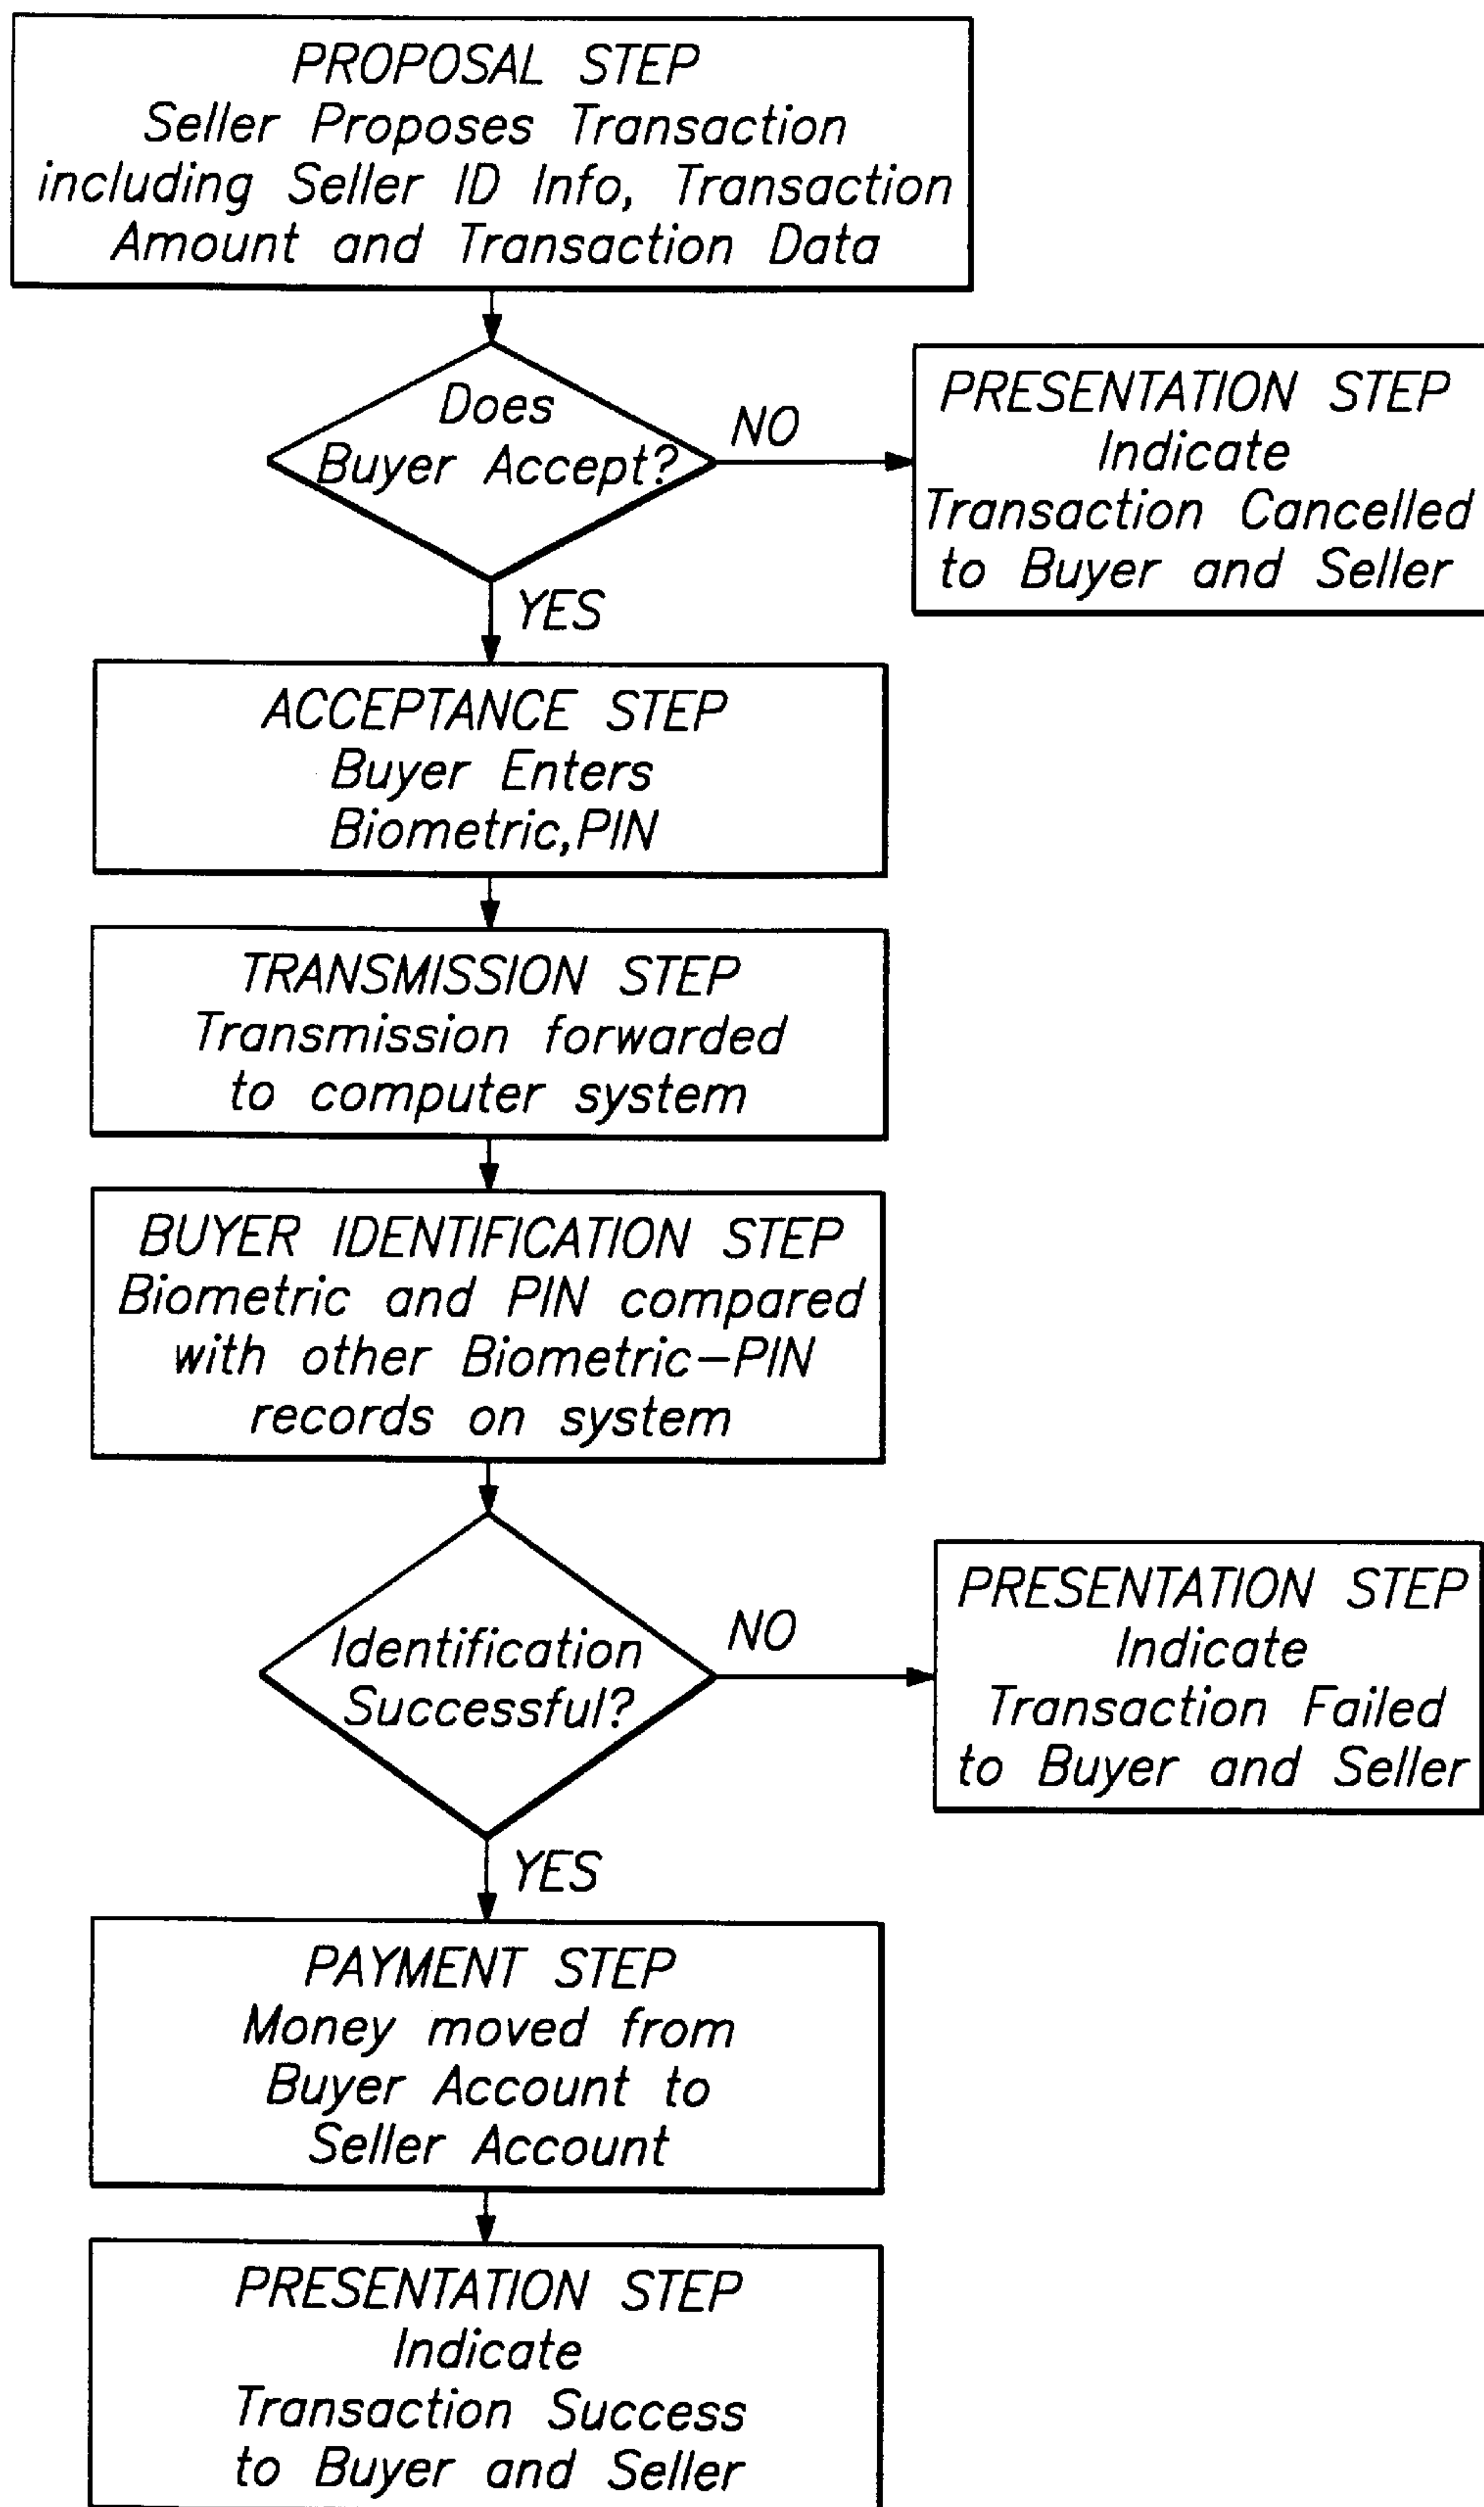 PROPOSAL STEP
Seller Proposes Transaction
including Seller ID Info, Transaction
Amount and Transaction Data
Does
Buyer Accept?
NO
PRESENTATION STEP
Indicate
Transaction Cancelled
to Buyer and Seller
YES
ACCEPTANCE STEP
Buyer Enters
Biometric,PIN
TRANSMISSION STEP
Transmission forwarded
to computer system
BUYER IDENTIFICATION STEP
Biometric and PIN compared
with other Biometric-PIN
records on system
Identification
Successful?
NO
PRESENTATION STEP
Indicate
Transaction Failed
to Buyer and Seller
YES
PAYMENT STEP
Money moved from
Buyer Account to
Seller Account
PRESENTATION STEP
Indicate
Transaction Success
to Buyer and Seller